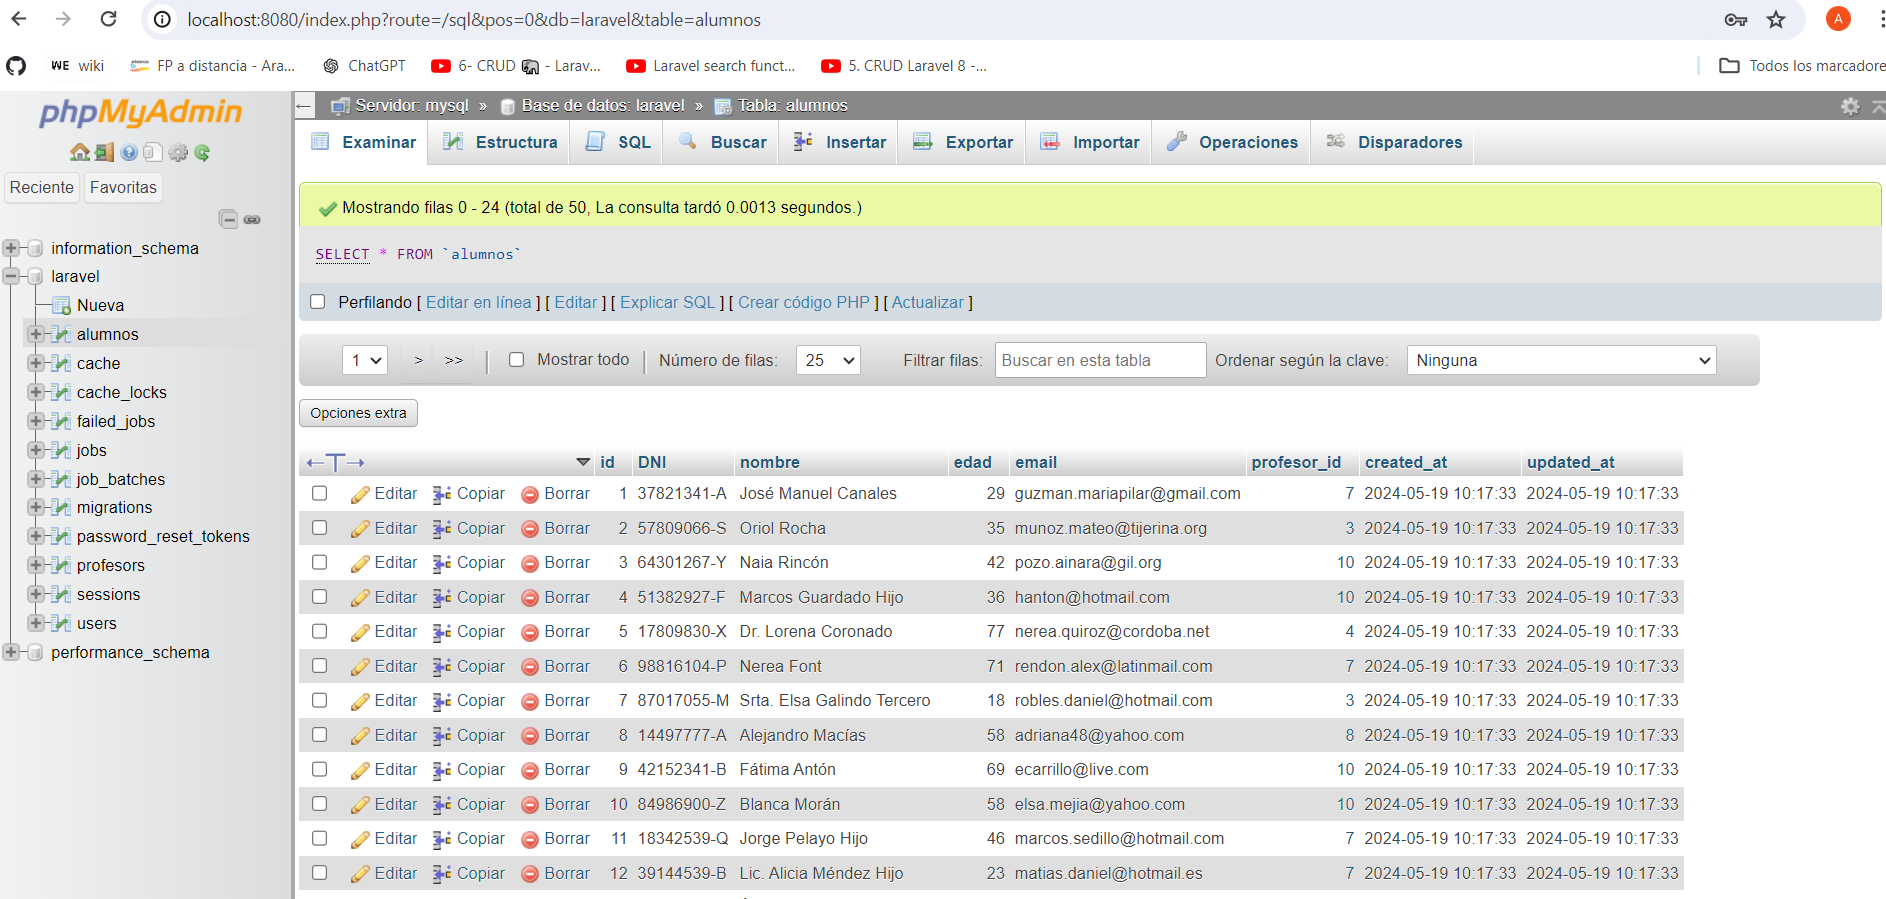 localhost:8080/index.php?route=/sql&pos=0&db=laravel&table=alumnos
A
WE wiki
FP a distancia - Ara...
ChatGPT
6- CRUD - Larav...
Laravel search funct...
5. CRUD Laravel 8 -...
Todos los marcadore
phpMyAdmin
Reciente Favoritas
information_schema
laravel
Nueva
alumnos
cache
cache_locks
failed_jobs
jobs
job_batches
migrations
password_reset_tokens
profesors
sessions
users
performance_schema
Servidor: mysql » Base de datos: laravel » Tabla: alumnos
Examinar Estructura SQL Buscar Insertar Exportar Importar Operaciones Disparadores
Mostrando filas 0 - 24 (total de 50, La consulta tardó 0.0013 segundos.)
SELECT * FROM `alumnos`
Perfilando [ Editar en línea ] [ Editar ] [ Explicar SQL ] [ Crear código PHP ] [ Actualizar ]
1 > >> | Mostrar todo | Número de filas: 25 Filtrar filas: Buscar en esta tabla Ordenar según la clave: Ninguna
Opciones extra
←T→ id DNI nombre edad email profesor_id created_at updated_at
Editar Copiar Borrar 1 37821341-A José Manuel Canales 29 guzman.mariapilar@gmail.com 7 2024-05-19 10:17:33 2024-05-19 10:17:33
Editar Copiar Borrar 2 57809066-S Oriol Rocha 35 munoz.mateo@tijerina.org 3 2024-05-19 10:17:33 2024-05-19 10:17:33
Editar Copiar Borrar 3 64301267-Y Naia Rincón 42 pozo.ainara@gil.org 10 2024-05-19 10:17:33 2024-05-19 10:17:33
Editar Copiar Borrar 4 51382927-F Marcos Guardado Hijo 36 hanton@hotmail.com 10 2024-05-19 10:17:33 2024-05-19 10:17:33
Editar Copiar Borrar 5 17809830-X Dr. Lorena Coronado 77 nerea.quiroz@cordoba.net 4 2024-05-19 10:17:33 2024-05-19 10:17:33
Editar Copiar Borrar 6 98816104-P Nerea Font 71 rendon.alex@latinmail.com 7 2024-05-19 10:17:33 2024-05-19 10:17:33
Editar Copiar Borrar 7 87017055-M Srta. Elsa Galindo Tercero 18 robles.daniel@hotmail.com 3 2024-05-19 10:17:33 2024-05-19 10:17:33
Editar Copiar Borrar 8 14497777-A Alejandro Macías 58 adriana48@yahoo.com 8 2024-05-19 10:17:33 2024-05-19 10:17:33
Editar Copiar Borrar 9 42152341-B Fátima Antón 69 ecarrillo@live.com 10 2024-05-19 10:17:33 2024-05-19 10:17:33
Editar Copiar Borrar 10 84986900-Z Blanca Morán 58 elsa.mejia@yahoo.com 10 2024-05-19 10:17:33 2024-05-19 10:17:33
Editar Copiar Borrar 11 18342539-Q Jorge Pelayo Hijo 46 marcos.sedillo@hotmail.com 7 2024-05-19 10:17:33 2024-05-19 10:17:33
Editar Copiar Borrar 12 39144539-B Lic. Alicia Méndez Hijo 23 matias.daniel@hotmail.es 7 2024-05-19 10:17:33 2024-05-19 10:17:33